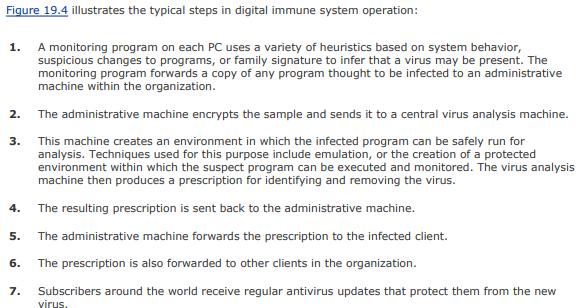 Figure 19.4 illustrates the typical steps in digital immune system operation:
1. A monitoring program on each PC uses a variety of heuristics based on system behavior,
suspicious changes to programs, or family signature to infer that a virus may be present. The
monitoring program forwards a copy of any program thought to be infected to an administrative
machine within the organization.
2. The administrative machine encrypts the sample and sends it to a central virus analysis machine.
3. This machine creates an environment in which the infected program can be safely run for
analysis. Techniques used for this purpose include emulation, or the creation of a protected
environment within which the suspect program can be executed and monitored. The virus analysis
machine then produces a prescription for identifying and removing the virus.
4. The resulting prescription is sent back to the administrative machine.
5. The administrative machine forwards the prescription to the infected client.
6. The prescription is also forwarded to other clients in the organization.
7. Subscribers around the world receive regular antivirus updates that protect them from the new
virus.